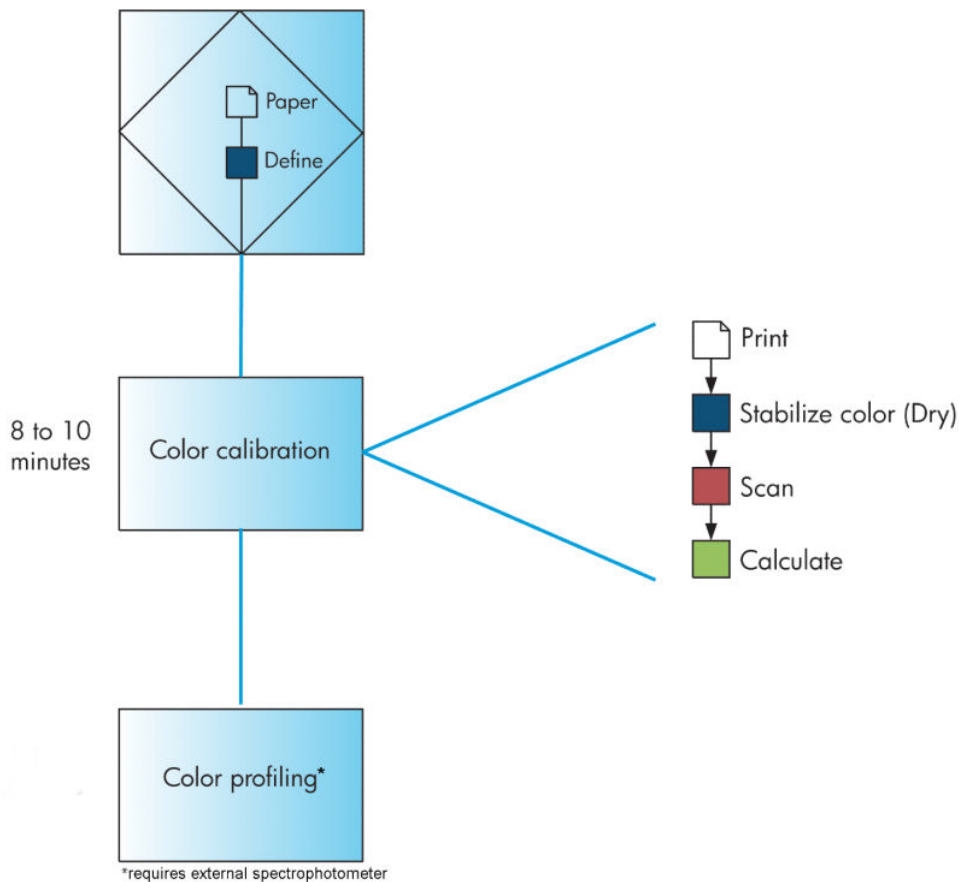 Paper
Define
8 to 10
minutes
Color calibration
Print
Stabilize color (Dry)
Scan
Calculate
Color profiling*
*requires external spectrophotometer